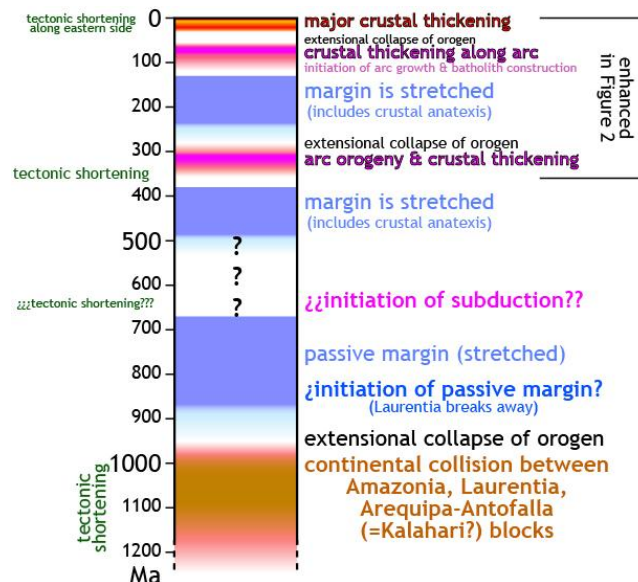 tectonic shortening
along eastern side
0
major crustal thickening
extensional collapse of orogen
crustal thickening along arc
100
initiation of arc growth & batholith construction
margin is stretched
200
(includes crustal anatexis)
enhanced
in Figure 2
extensional collapse of orogen
300
arc orogeny & crustal thickening
tectonic shortening
400
margin is stretched
(includes crustal anatexis)
500
?
600
?
¿¿¿tectonic shortening???
?
¿¿initiation of subduction??
700
passive margin (stretched)
800
¿initiation of passive margin?
(Laurentia breaks away)
900
extensional collapse of orogen
1000
continental collision between
Amazonia, Laurentia,
Arequipa-Antofalla
(=Kalahari?) blocks
tectonic
shortening
1100
1200
Ma